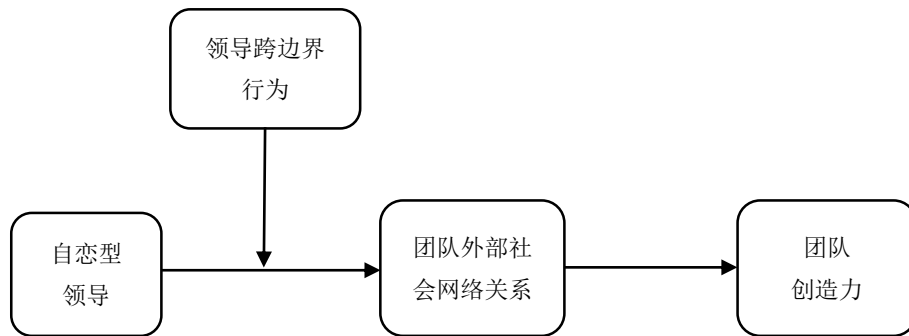 领导跨边界
行为
自恋型
领导
团队外部社
会网络关系
团队
创造力